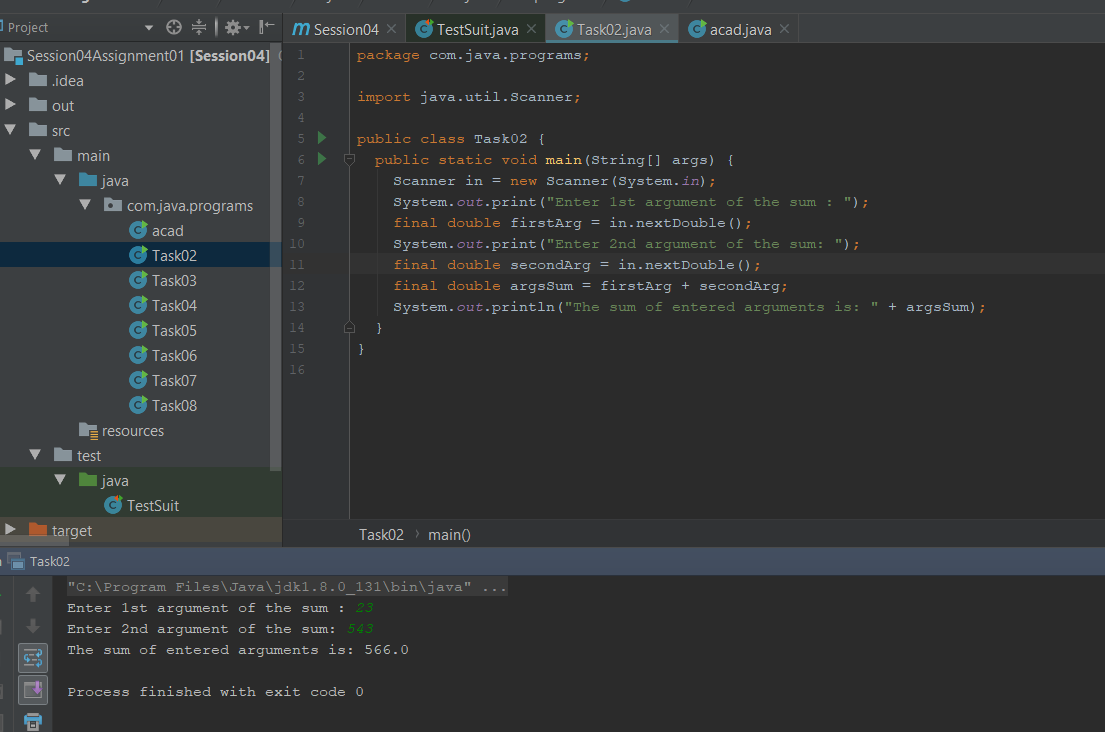 Project
Session04
TestSuit.java
Task02.java
acad.java
Session04Assignment01 [Session04]
.idea
out
src
main
java
com.java.programs
acad
Task02
Task03
Task04
Task05
Task06
Task07
Task08
resources
test
java
TestSuit
target
1 package com.java.programs;
2
3 import java.util.Scanner;
4
5 public class Task02 {
6 public static void main(String[] args) {
7 Scanner in = new Scanner(System.in);
8 System.out.print("Enter 1st argument of the sum : ");
9 final double firstArg = in.nextDouble();
10 System.out.print("Enter 2nd argument of the sum: ");
11 final double secondArg = in.nextDouble();
12 final double argsSum = firstArg + secondArg;
13 System.out.println("The sum of entered arguments is: " + argsSum);
14 }
15 }
16
Task02 › main()
Task02
"C:\Program Files\Java\jdk1.8.0_131\bin\java" ...
Enter 1st argument of the sum : 23
Enter 2nd argument of the sum: 543
The sum of entered arguments is: 566.0
Process finished with exit code 0